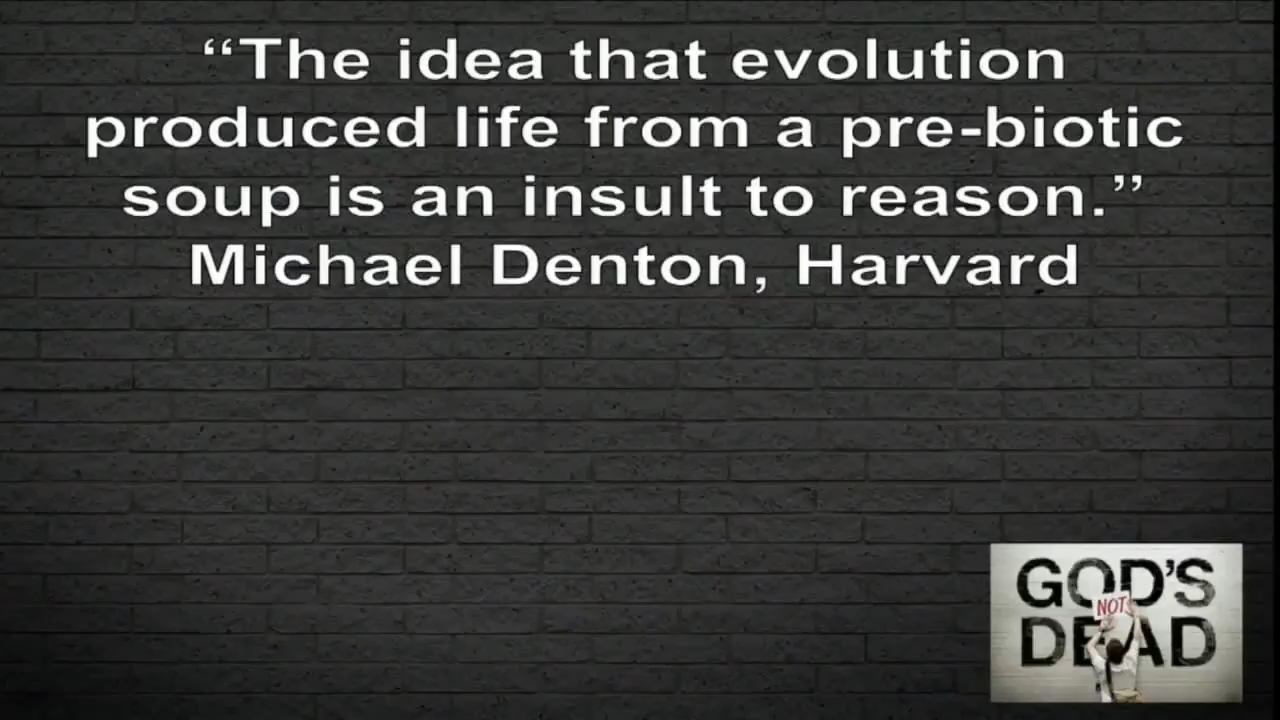 “The idea that evolution
produced life from a pre-biotic
soup is an insult to reason.”
Michael Denton, Harvard
GOD’S
NOT
DEAD